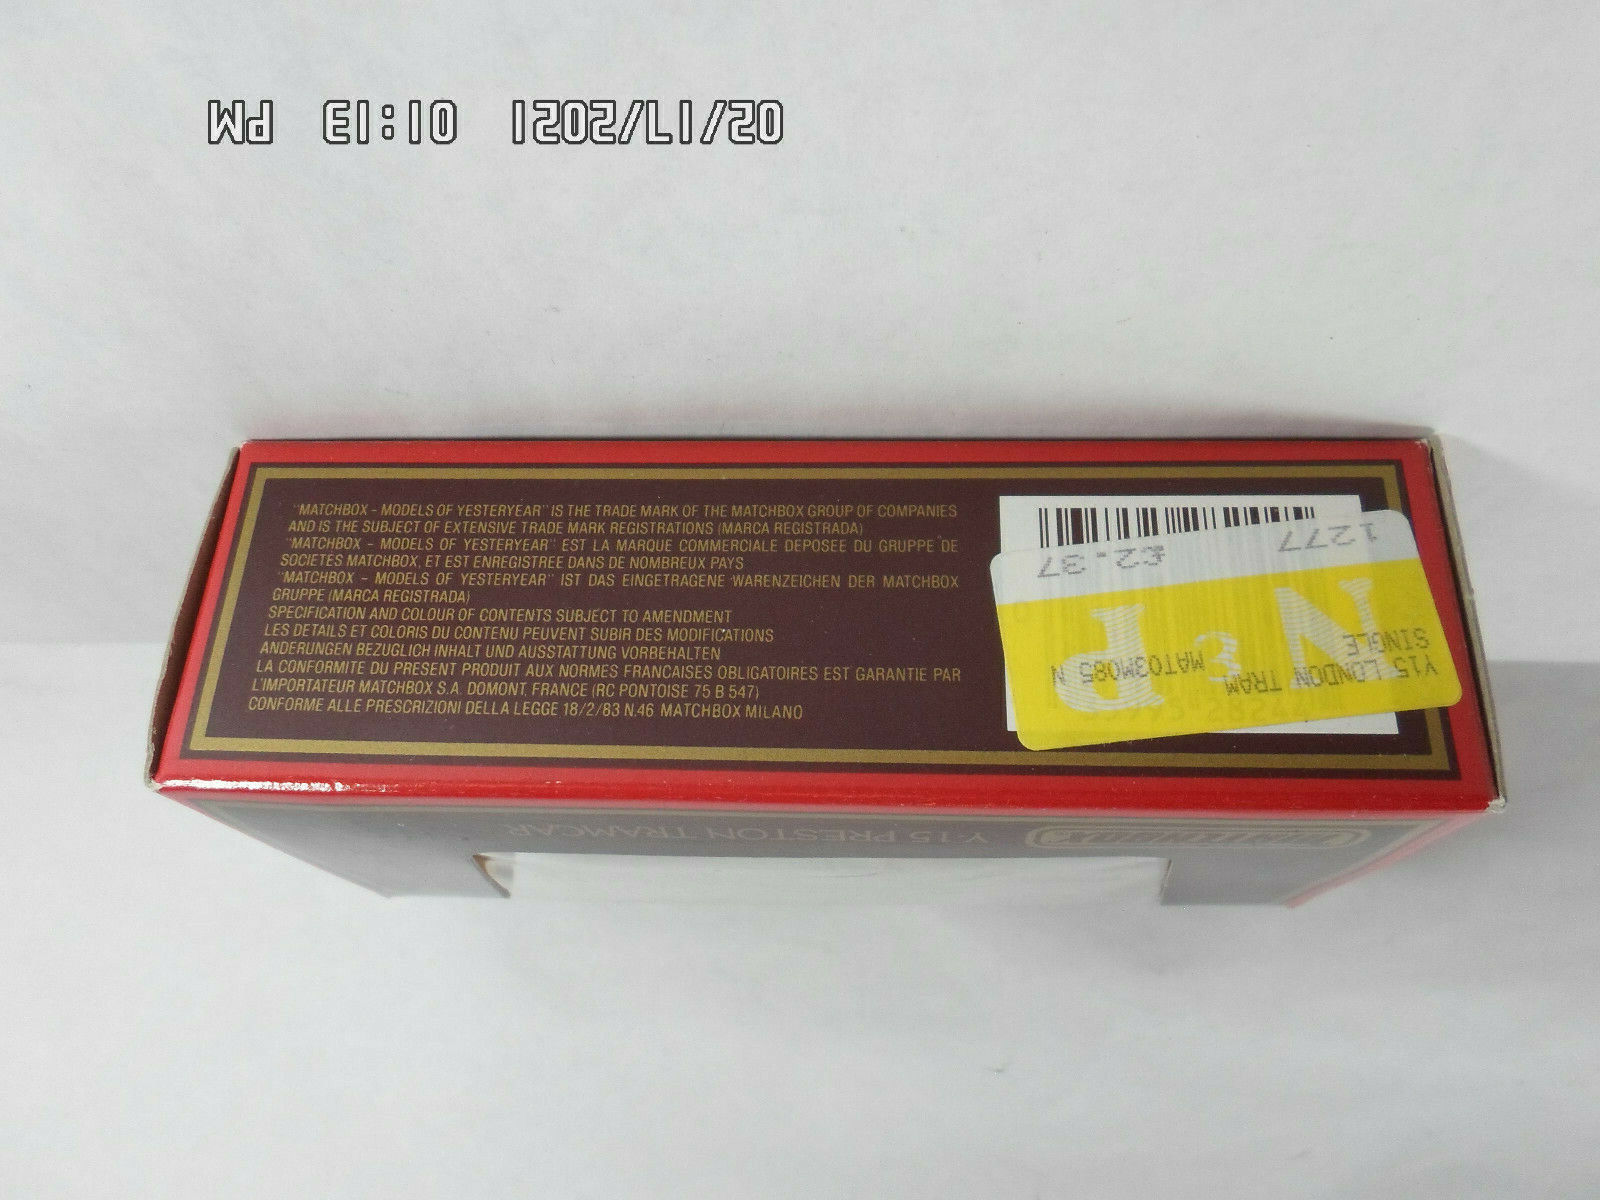 02/17/2021 01:13 PM
"MATCHBOX - MODELS OF YESTERYEAR" IS THE TRADE MARK OF THE MATCHBOX GROUP OF COMPANIES
AND IS THE SUBJECT OF EXTENSIVE TRADE MARK REGISTRATIONS (MARCA REGISTRADA)
"MATCHBOX - MODELS OF YESTERYEAR" EST LA MARQUE COMMERCIALE DEPOSEE DU GRUPPE DE
SOCIETES MATCHBOX, ET EST ENREGISTREE DANS DE NOMBREUX PAYS
"MATCHBOX - MODELS OF YESTERYEAR" IST DAS EINGETRAGENE WARENZEICHEN DER MATCHBOX
GRUPPE (MARCA REGISTRADA)
SPECIFICATION AND COLOUR OF CONTENTS SUBJECT TO AMENDMENT
LES DETAILS ET COLORIS DU CONTENU PEUVENT SUBIR DES MODIFICATIONS
ANDERUNGEN BEZUGLICH INHALT UND AUSSTATTUNG VORBEHALTEN
LA CONFORMITE DU PRESENT PRODUIT AUX NORMES FRANCAISES OBLIGATOIRES EST GARANTIE PAR
L'IMPORTATEUR MATCHBOX S.A. DOMONT, FRANCE (RC PONTOISE 75 B 547)
CONFORME ALLE PRESCRIZIONI DELLA LEGGE 18/2/83 N.46 MATCHBOX MILANO
Y15 LONDON TRAM MAT03M085 N
SINGLE
N&P
1277 £2.37
MATCHBOX Y-15 PRESTON TRAMCAR